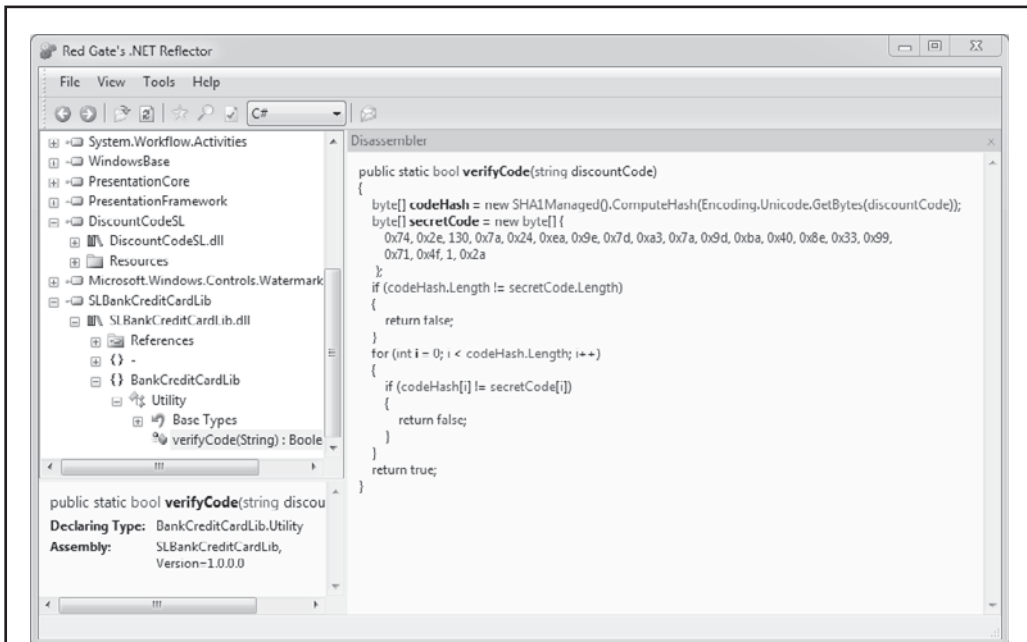 Red Gate's .NET Reflector
File View Tools Help
C#
System.Workflow.Activities
WindowsBase
PresentationCore
PresentationFramework
DiscountCodeSL
DiscountCodeSL.dll
Resources
Microsoft.Windows.Controls.Watermark
SLBankCreditCardLib
SLBankCreditCardLib.dll
References
{} -
{} BankCreditCardLib
Utility
Base Types
verifyCode(String) : Boole
public static bool verifyCode(string discou
Declaring Type: BankCreditCardLib.Utility
Assembly: SLBankCreditCardLib,
Version=1.0.0.0
Disassembler
public static bool verifyCode(string discountCode)
{
byte[] codeHash = new SHA1Managed().ComputeHash(Encoding.Unicode.GetBytes(discountCode));
byte[] secretCode = new byte[] {
0x74, 0x2e, 130, 0x7a, 0x24, 0xea, 0x9e, 0x7d, 0xa3, 0x7a, 0x9d, 0xba, 0x40, 0x8e, 0x33, 0x99,
0x71, 0x4f, 1, 0x2a
};
if (codeHash.Length != secretCode.Length)
{
return false;
}
for (int i = 0; i < codeHash.Length; i++)
{
if (codeHash[i] != secretCode[i])
{
return false;
}
}
return true;
}